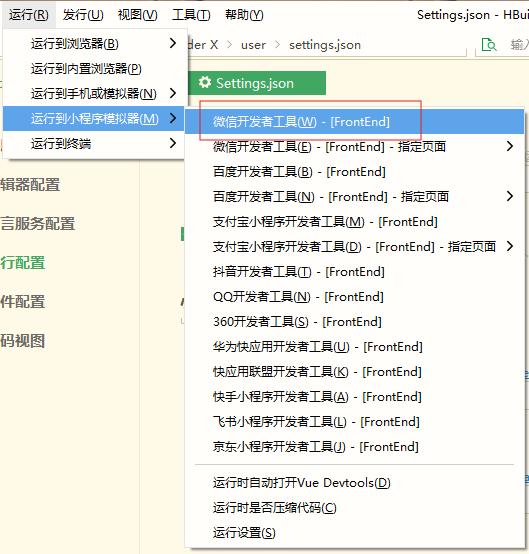 运行(R) 发行(U) 视图(V) 工具(T) 帮助(Y) Settings.json - HBui
运行到浏览器(B)
der X > user > settings.json
输入
运行到内置浏览器(P)
运行到手机或模拟器(N)
Settings.json
运行到小程序模拟器(M)
运行到终端
微信开发者工具(W) - [FrontEnd]
微信开发者工具(E) - [FrontEnd] - 指定页面
百度开发者工具(B) - [FrontEnd]
百度开发者工具(N) - [FrontEnd] - 指定页面
支付宝小程序开发者工具(M) - [FrontEnd]
支付宝小程序开发者工具(D) - [FrontEnd] - 指定页面
抖音开发者工具(T) - [FrontEnd]
QQ开发者工具(N) - [FrontEnd]
360开发者工具(S) - [FrontEnd]
华为快应用开发者工具(U) - [FrontEnd]
快应用联盟开发者工具(K) - [FrontEnd]
快手小程序开发者工具(A) - [FrontEnd]
飞书小程序开发者工具(L) - [FrontEnd]
京东小程序开发者工具(J) - [FrontEnd]
运行时自动打开Vue Devtools(D)
运行时是否压缩代码(C)
运行设置(S)
辑器配置
言服务配置
行配置
件配置
码视图